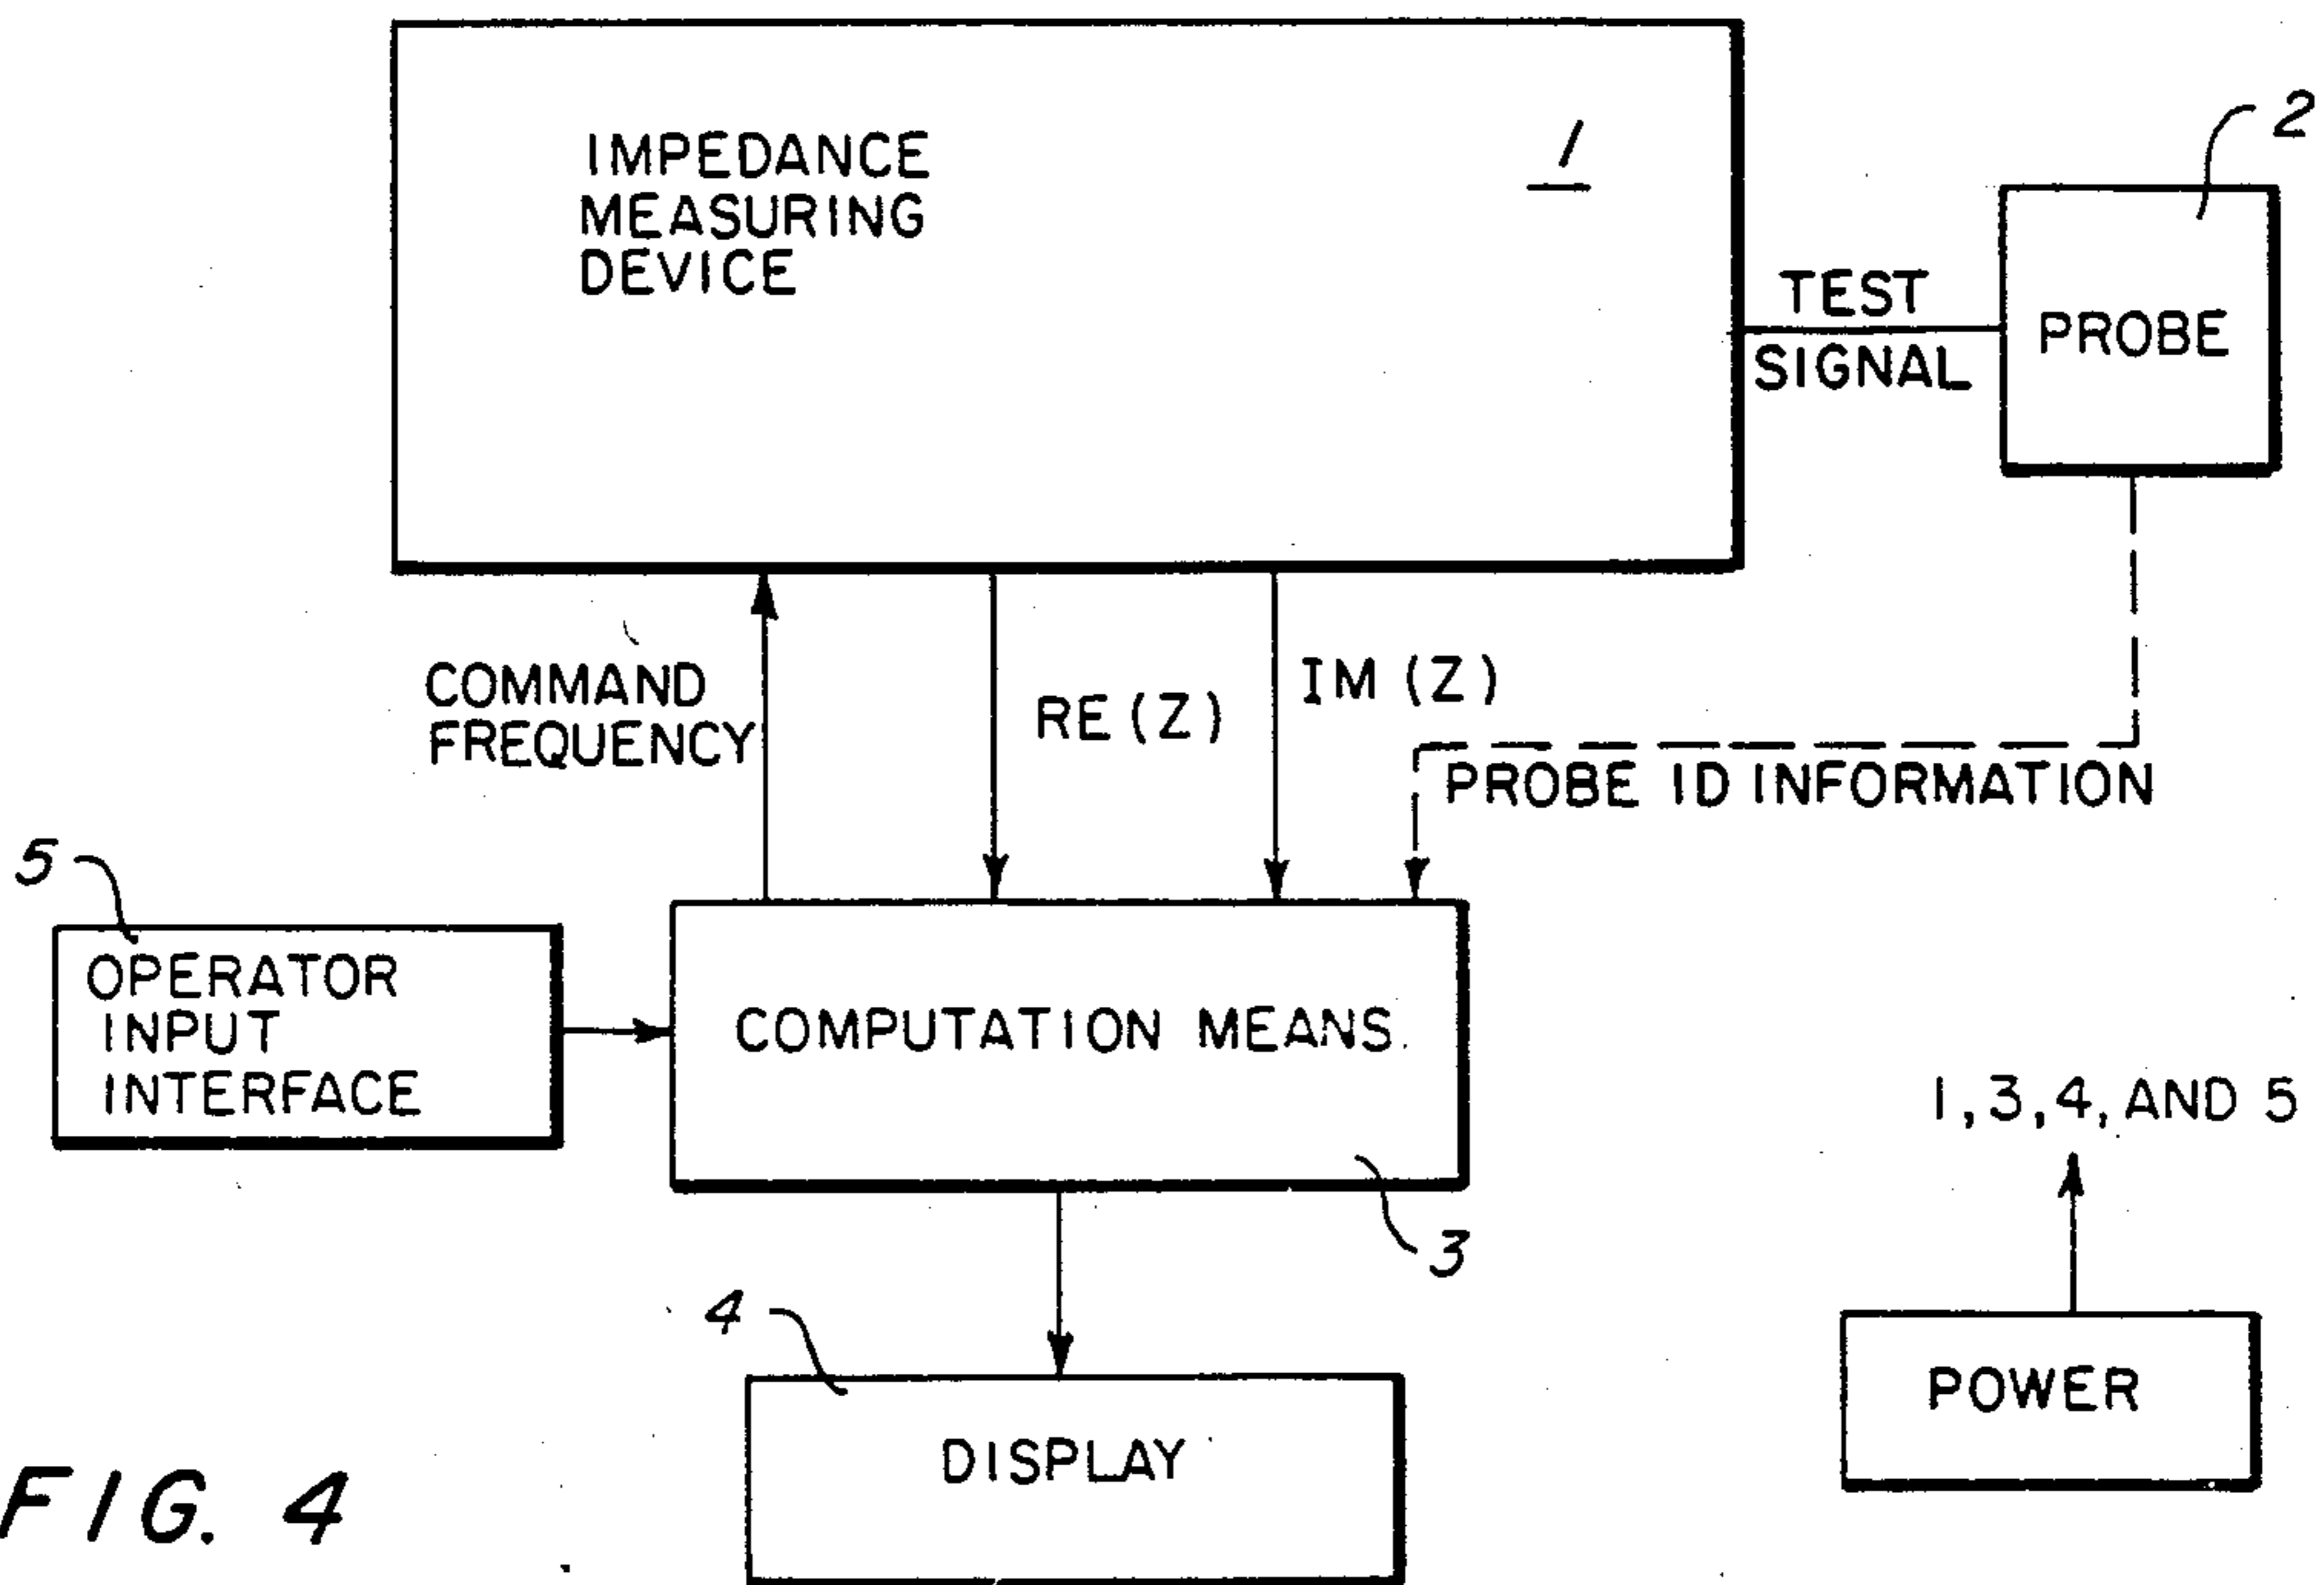 IMPEDANCE
MEASURING
DEVICE
1
2
TEST
SIGNAL
PROBE
COMMAND
FREQUENCY
RE (Z)
IM (Z)
PROBE ID INFORMATION
5
OPERATOR
INPUT
INTERFACE
COMPUTATION MEANS
3
1, 3, 4, AND 5
4
DISPLAY
POWER
FIG. 4